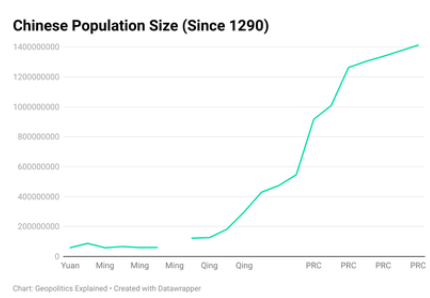 Chinese Population Size (Since 1290)
1400000000
1200000000
1000000000
800000000
600000000
400000000
200000000
0
Yuan Ming Ming Ming Qing Qing PRC PRC PRC PRC
Chart: Geopolitics Explained • Created with Datawrapper